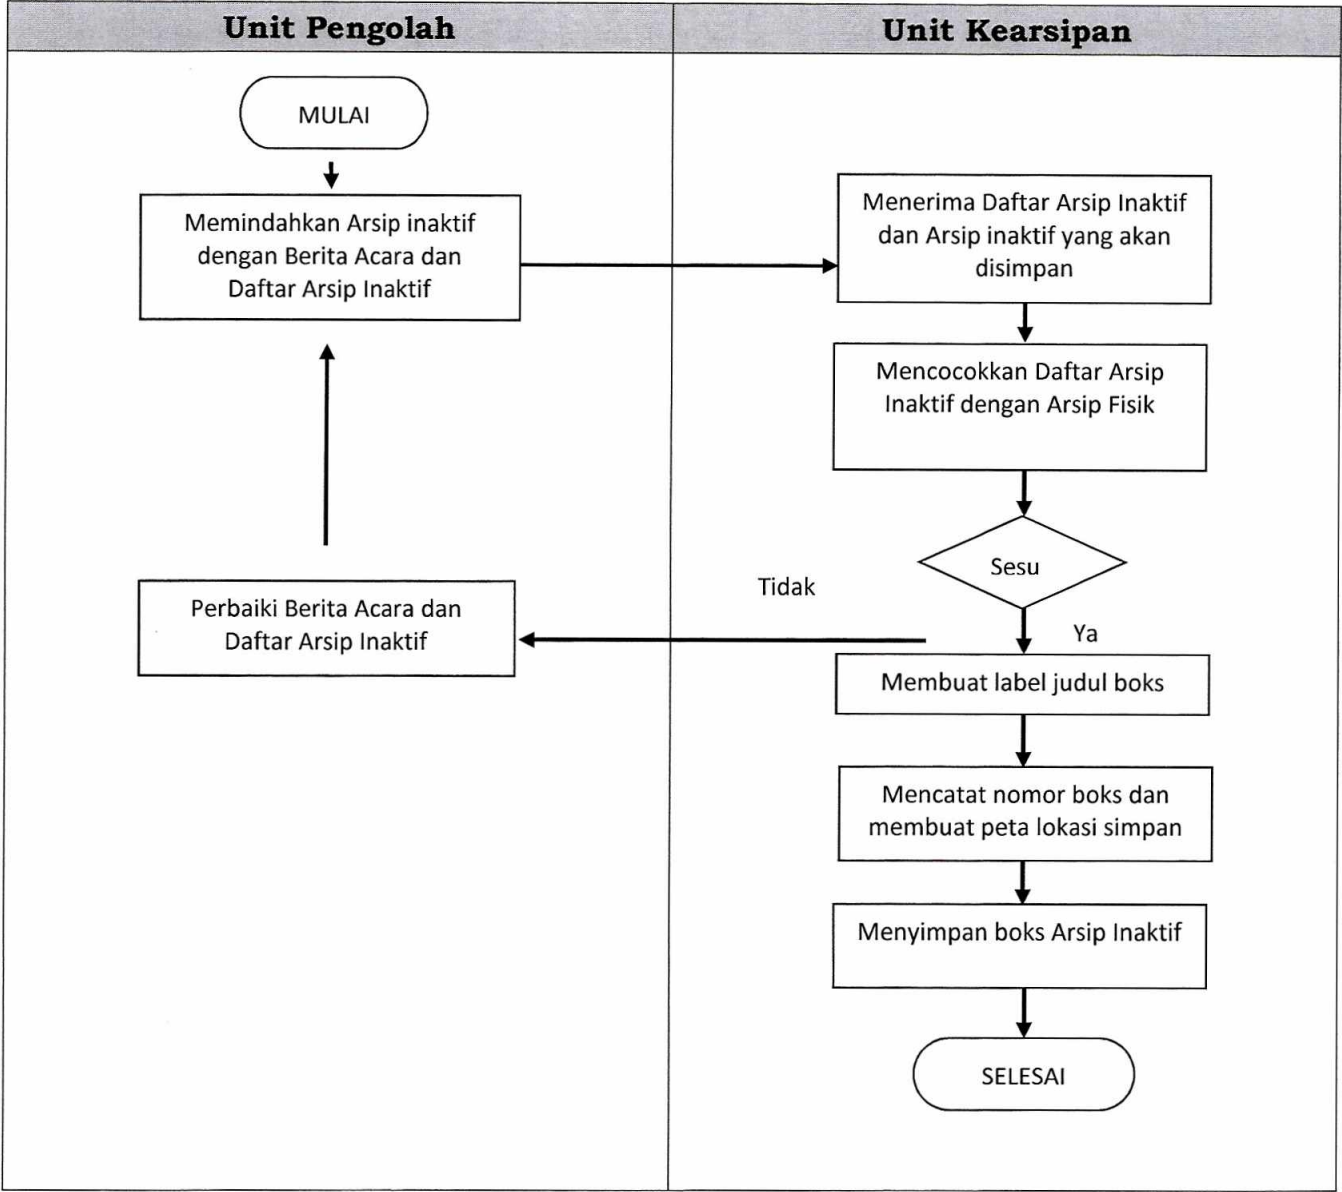 Unit Pengolah
Unit Kearsipan
MULAI
Memindahkan Arsip inaktif
dengan Berita Acara dan
Daftar Arsip Inaktif
Menerima Daftar Arsip Inaktif
dan Arsip inaktif yang akan
disimpan
Mencocokkan Daftar Arsip
Inaktif dengan Arsip Fisik
Sesu
Tidak
Ya
Perbaiki Berita Acara dan
Daftar Arsip Inaktif
Membuat label judul boks
Mencatat nomor boks dan
membuat peta lokasi simpan
Menyimpan boks Arsip Inaktif
SELESAI